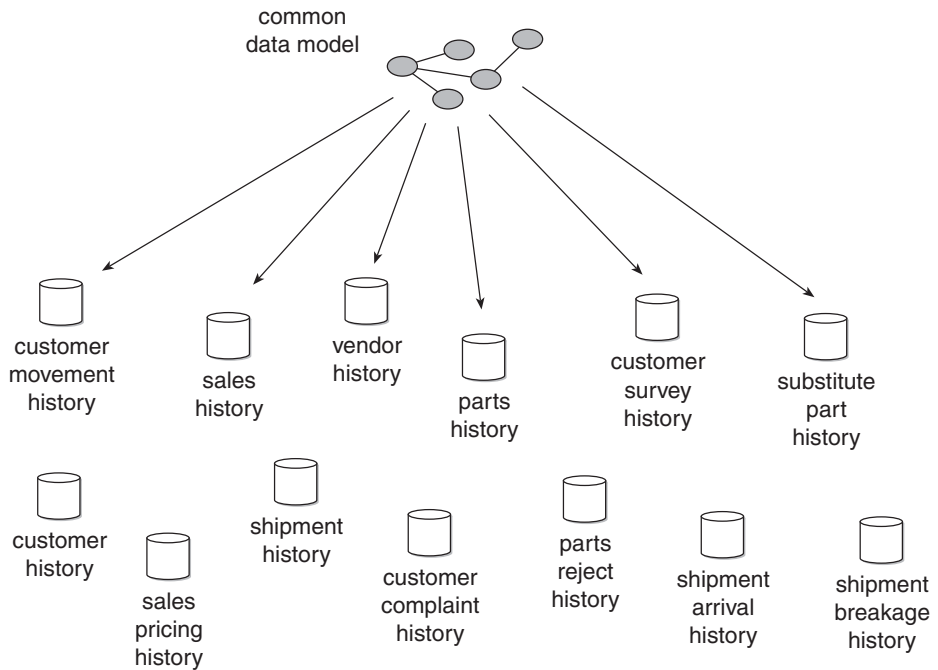 common
data model
customer
movement
history
sales
history
vendor
history
parts
history
customer
survey
history
substitute
part
history
customer
history
sales
pricing
history
shipment
history
customer
complaint
history
parts
reject
history
shipment
arrival
history
shipment
breakage
history